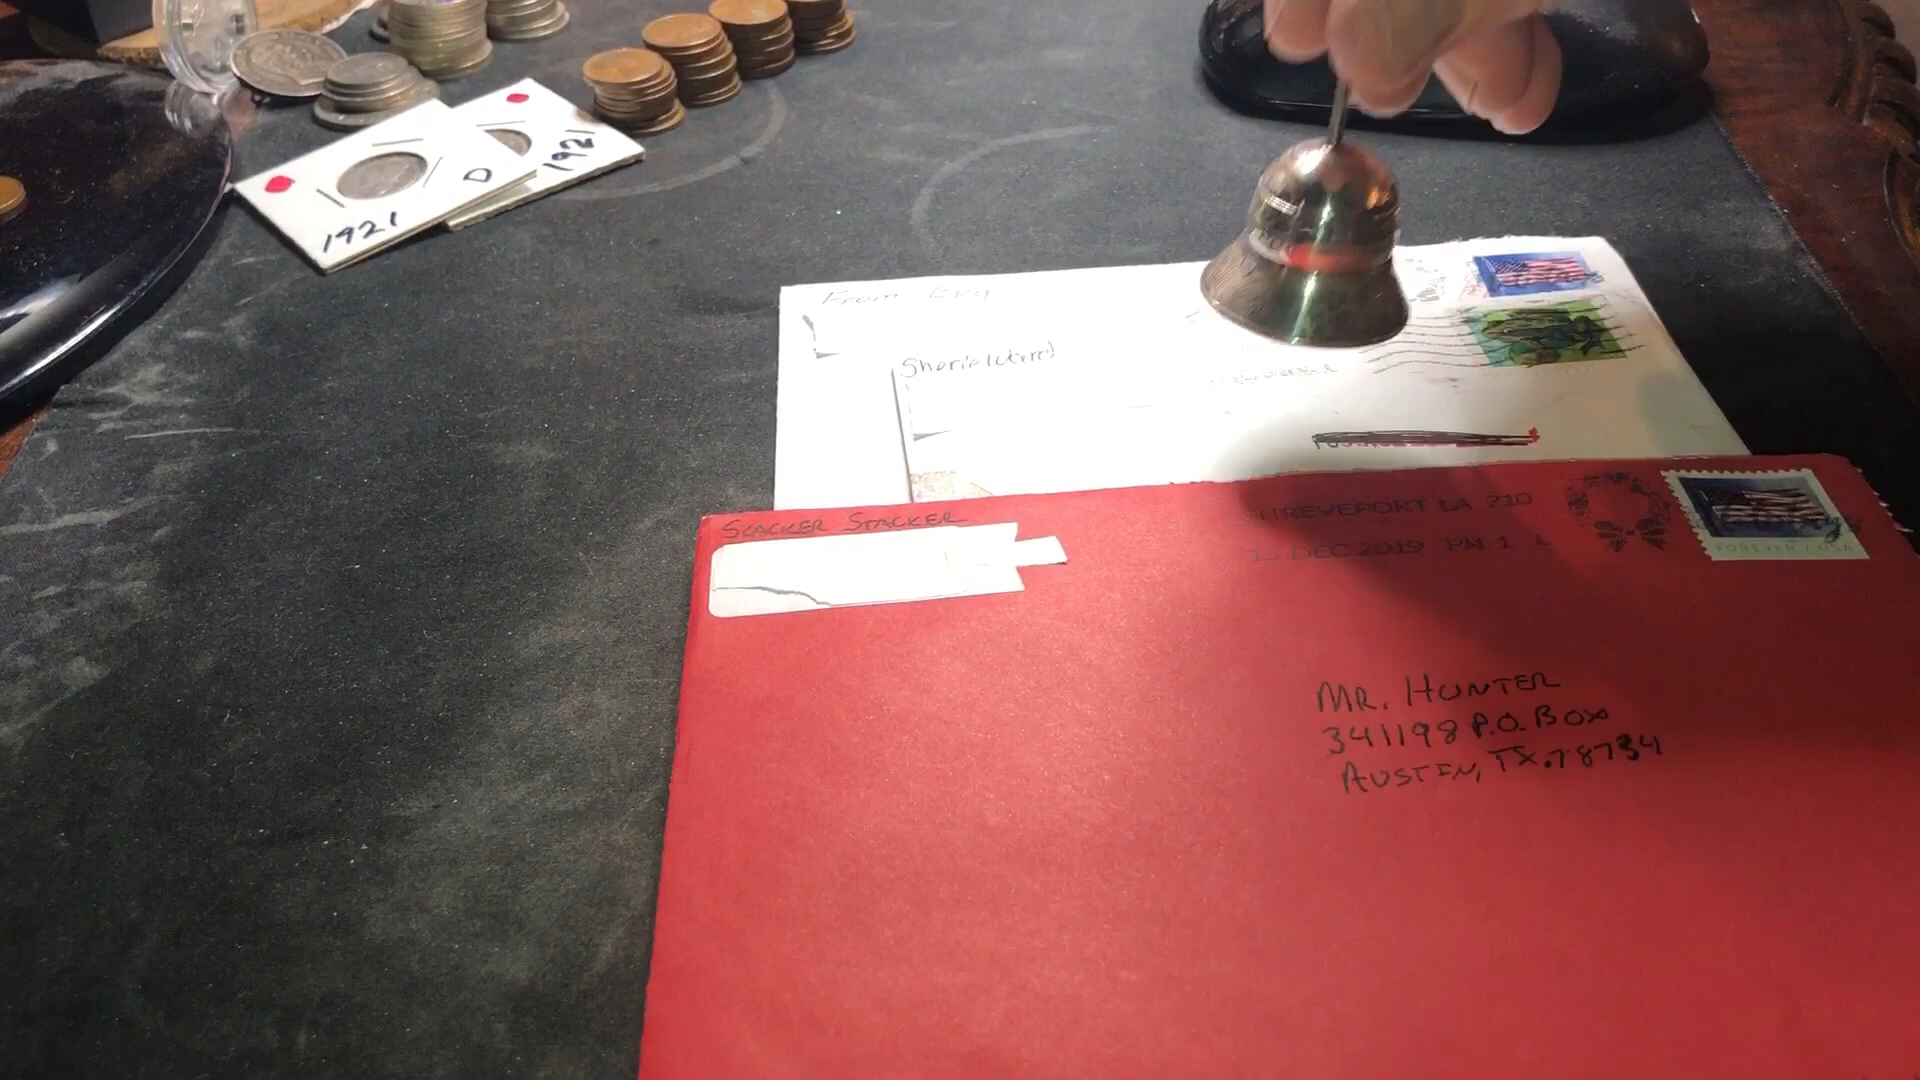 1921
D
1921
From Evy
SLACKER STACKER
SHREVEPORT LA 710
DEC 2019 PM 1 L
FOREVER / USA
MR. HUNTER
341198 P.O. BOX
AUSTIN, TX. 78734